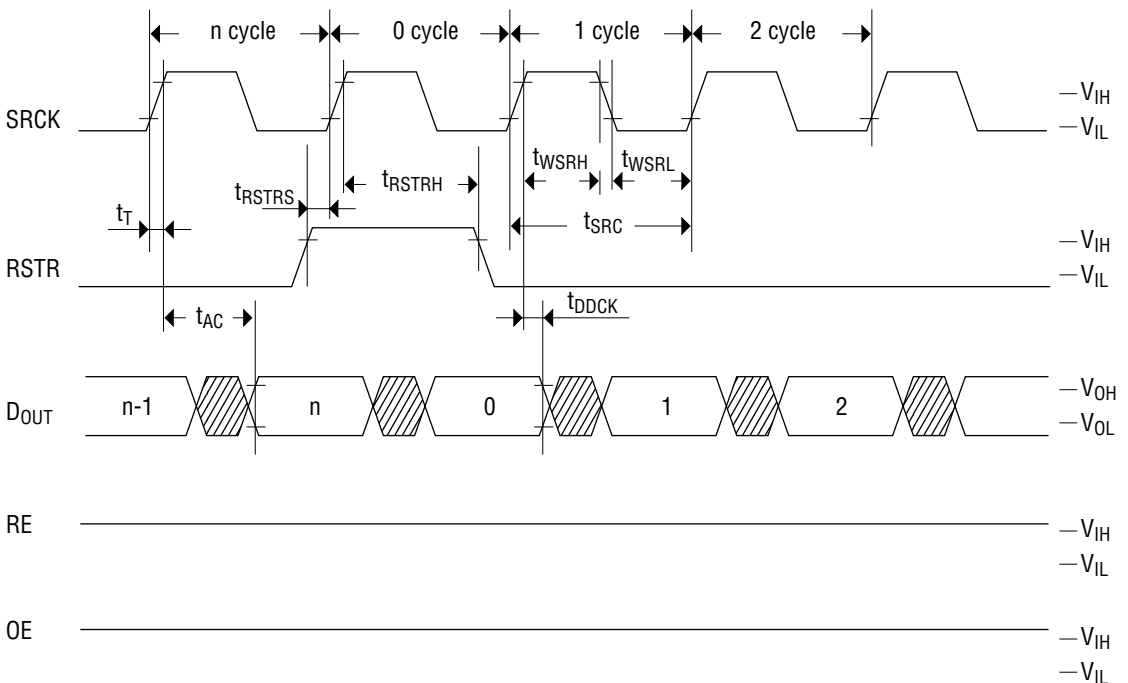 n cycle 0 cycle 1 cycle 2 cycle
SRCK
VIH
VIL
tWSRH tWSRL
tRSTRS tRSTRH
tT
tSRC
RSTR
VIH
VIL
tAC
tDDCK
DOUT
n-1 n 0 1 2
VOH
VOL
RE
VIH
VIL
OE
VIH
VIL